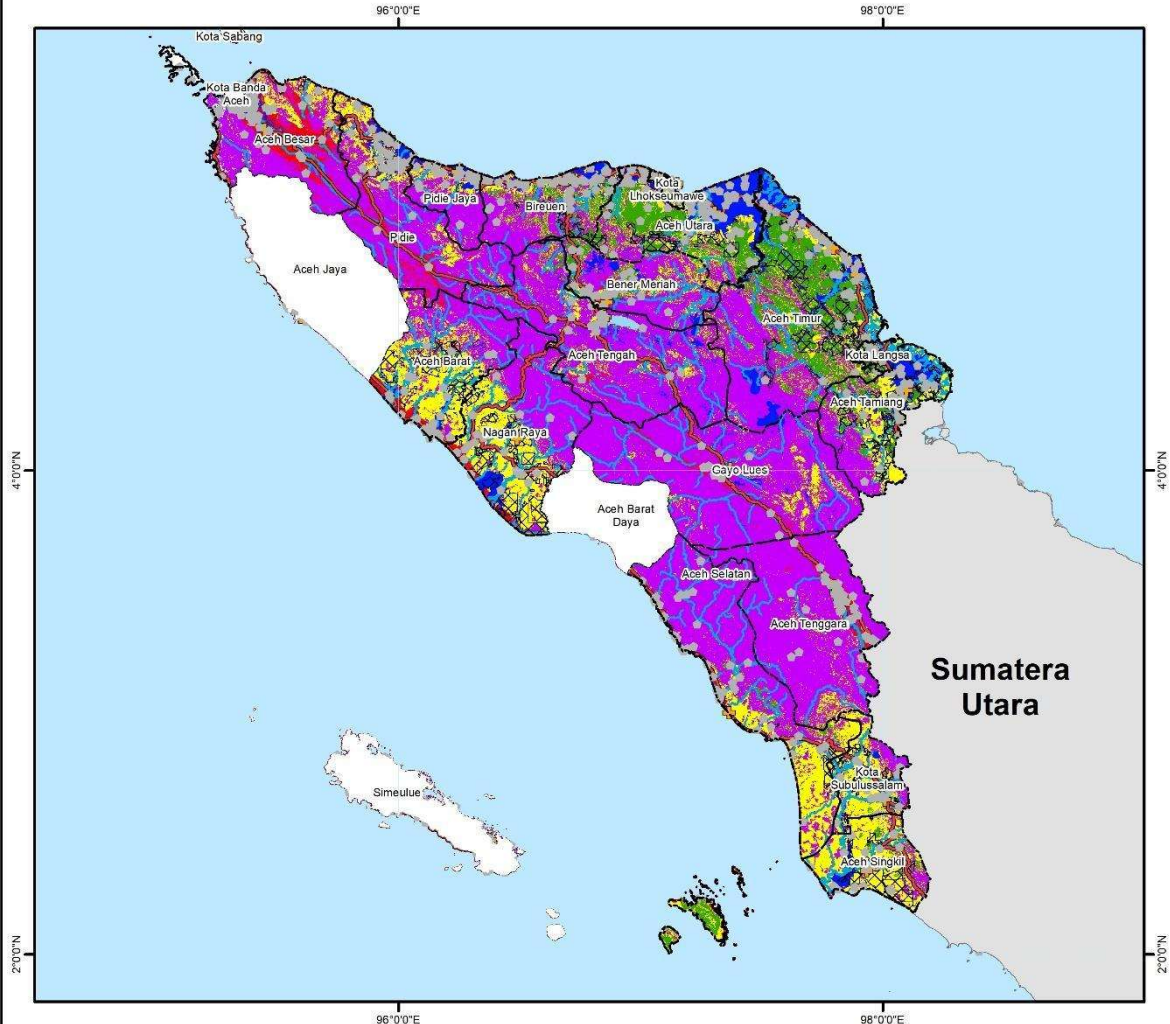 96°0'0"E
98°0'0"E
Kota Sabang
Kota Banda
Aceh
Aceh Besar
Pidie Jaya
Bireuen
Kota
Lhokseumawe
Aceh Utara
Pidie
Aceh Jaya
Bener Meriah
Aceh Timur
Aceh Barat
Aceh Tengah
Kota Langsa
Aceh Tamiang
Nagan Raya
4°0'0"N
Gayo Lues
4°0'0"N
Aceh Barat
Daya
Aceh Selatan
Aceh Tenggara
Sumatera
Utara
Kota
Subulussalam
Simeulue
Aceh Singkil
2°0'0"N
2°0'0"N
96°0'0"E
98°0'0"E